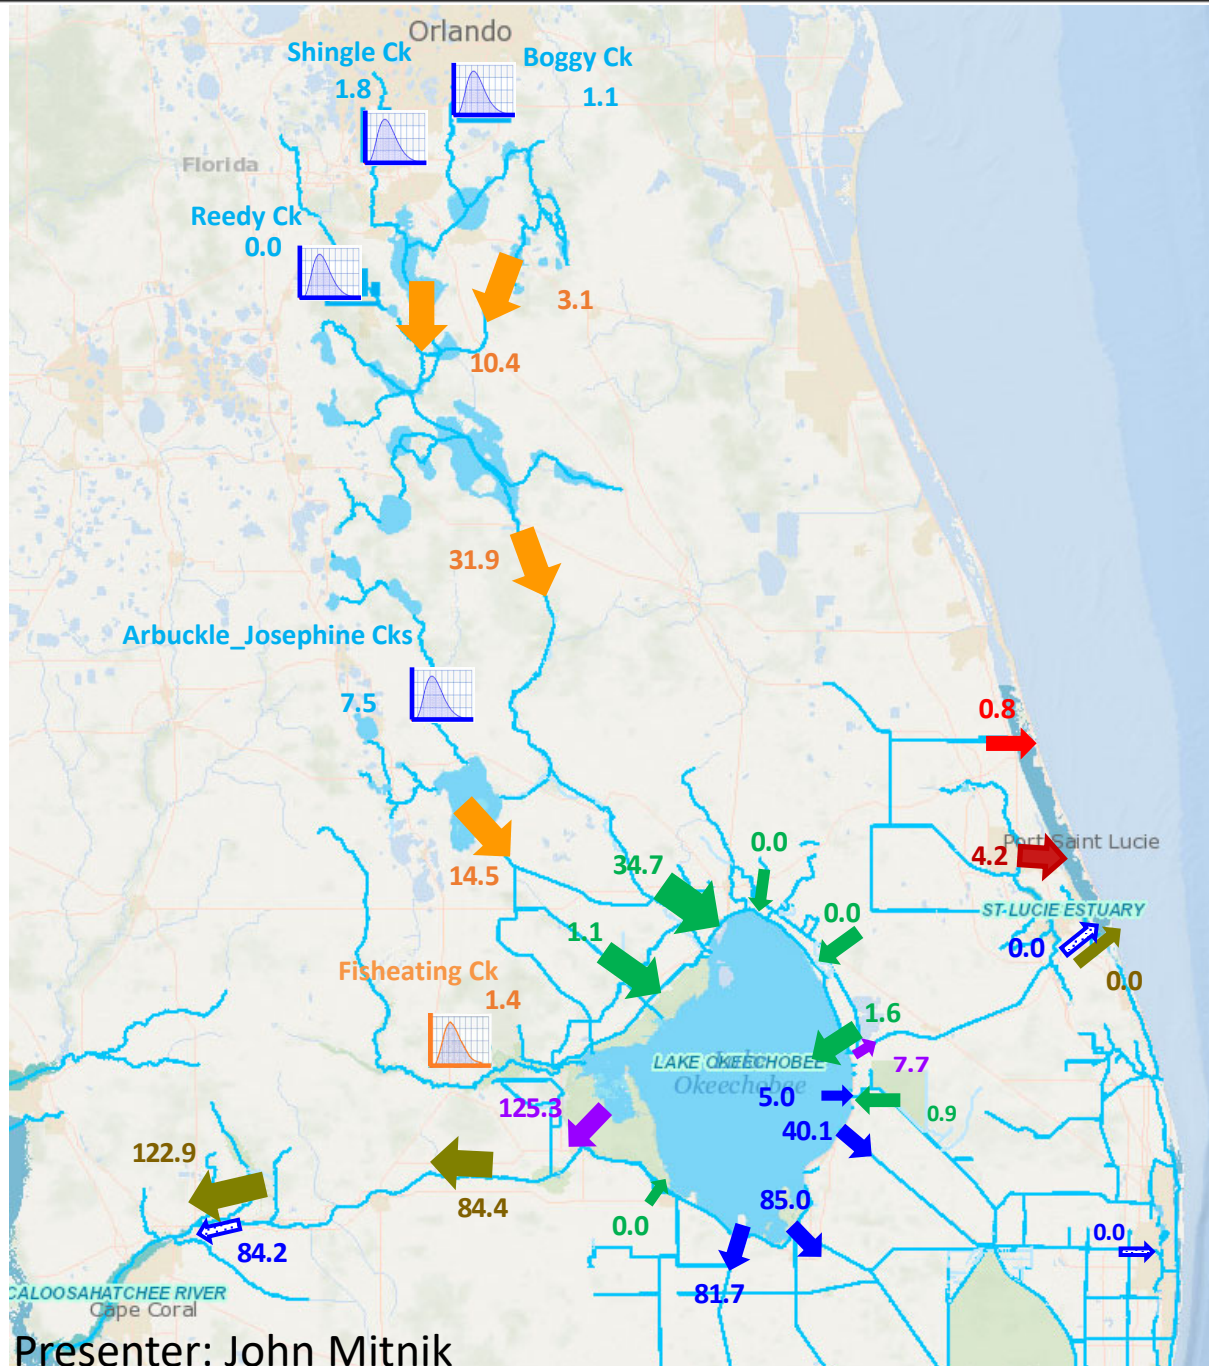 Orlando
Shingle Ck
1.8
Boggy Ck
1.1
Florida
Reedy Ck
0.0
3.1
10.4
31.9
Arbuckle_Josephine Cks
7.5
14.5
0.8
Port Saint Lucie
4.2
34.7
0.0
0.0
1.1
ST-LUCIE ESTUARY
0.0
0.0
Fisheating Ck
1.4
1.6
LAKE OKEECHOBEE
Okeechobee
7.7
5.0
0.9
125.3
40.1
122.9
84.4
85.0
0.0
0.0
84.2
81.7
CALOOSAHATCHEE RIVER
Cape Coral
Presenter: John Mitnik